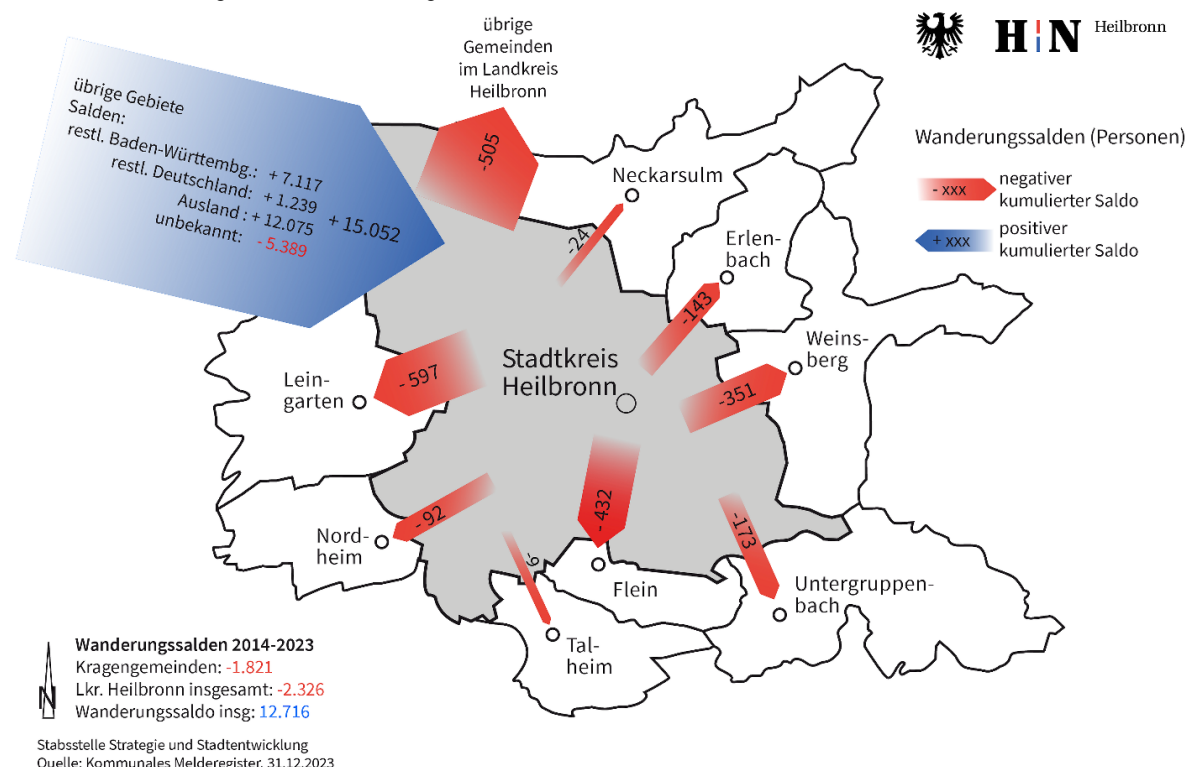 übrige
Gemeinden
im Landkreis
Heilbronn
H N
Heilbronn
übrige Gebiete
Salden:
restl. Baden-Württembg.: + 7.117
restl. Deutschland: + 1.239
Ausland : + 12.075
unbekannt: - 5.389
+ 15.052
-505
Wanderungssalden (Personen)
- xxx
negativer
kumulierter Saldo
+ xxx
positiver
kumulierter Saldo
Neckarsulm
-24
Erlen-
bach
-143
Weins-
berg
-351
Stadtkreis
Heilbronn
Lein-
garten
- 597
Nord-
heim
- 92
- 432
Flein
-9
Tal-
heim
-173
Untergruppen-
bach
N
Wanderungssalden 2014-2023
Kragengemeinden: -1.821
Lkr. Heilbronn insgesamt: -2.326
Wanderungssaldo insg: 12.716
Stabsstelle Strategie und Stadtentwicklung
Quelle: Kommunales Melderegister, 31.12.2023